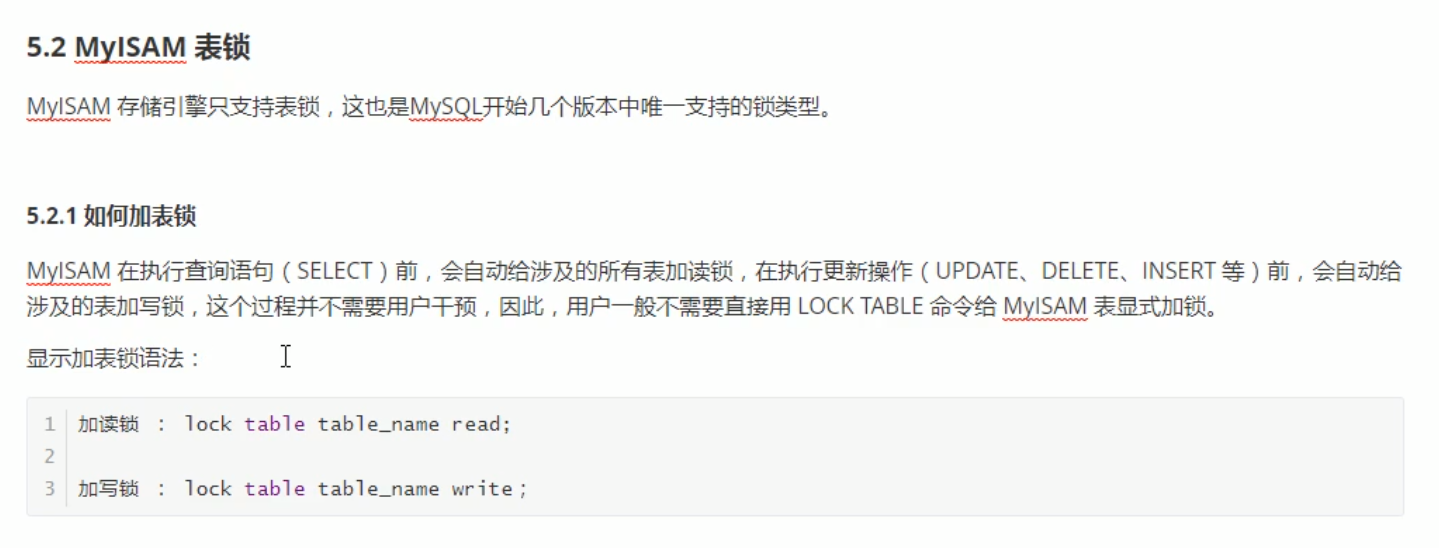 5.2 MyISAM 表锁
MyISAM 存储引擎只支持表锁，这也是MySQL开始几个版本中唯一支持的锁类型。
5.2.1 如何加表锁
MyISAM 在执行查询语句（SELECT）前，会自动给涉及的所有表加读锁，在执行更新操作（UPDATE、DELETE、INSERT 等）前，会自动给
涉及的表加写锁，这个过程并不需要用户干预，因此，用户一般不需要直接用 LOCK TABLE 命令给 MyISAM 表显式加锁。
显示加表锁语法：
1 加读锁 ： lock table table_name read;
2
3 加写锁 ： lock table table_name write；